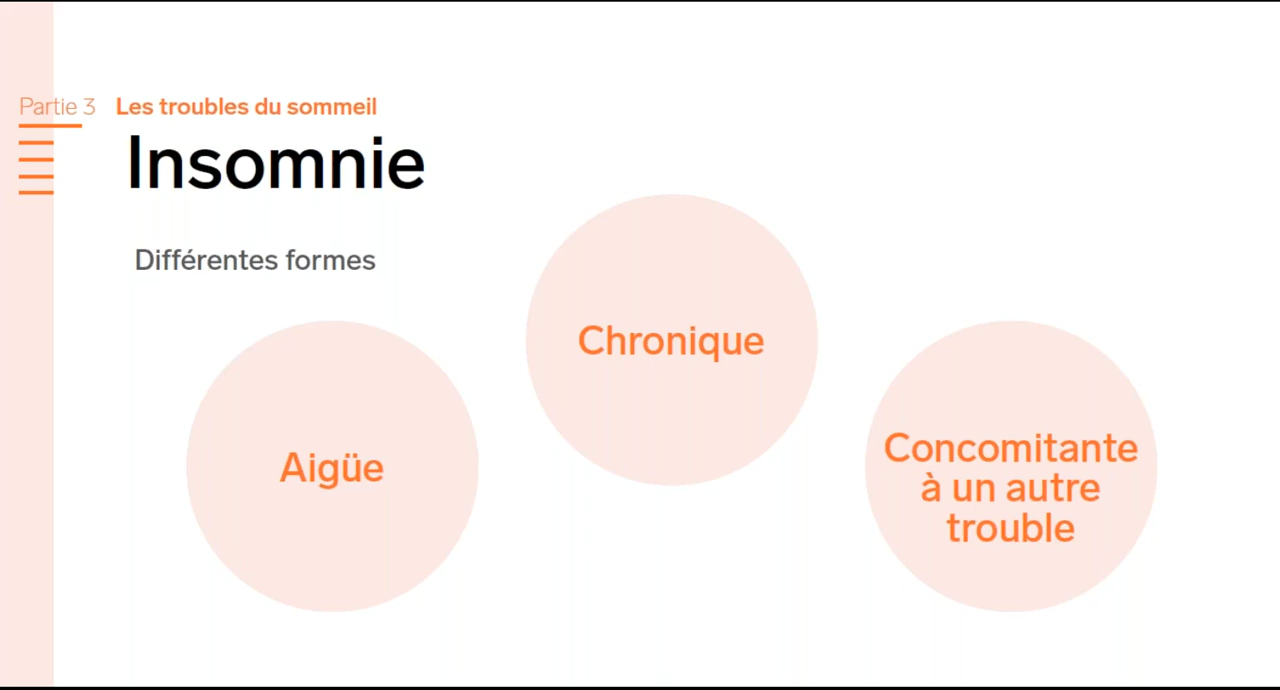 Partie 3 Les troubles du sommeil
Insomnie
Différentes formes
Chronique
Aigüe
Concomitante
à un autre
trouble